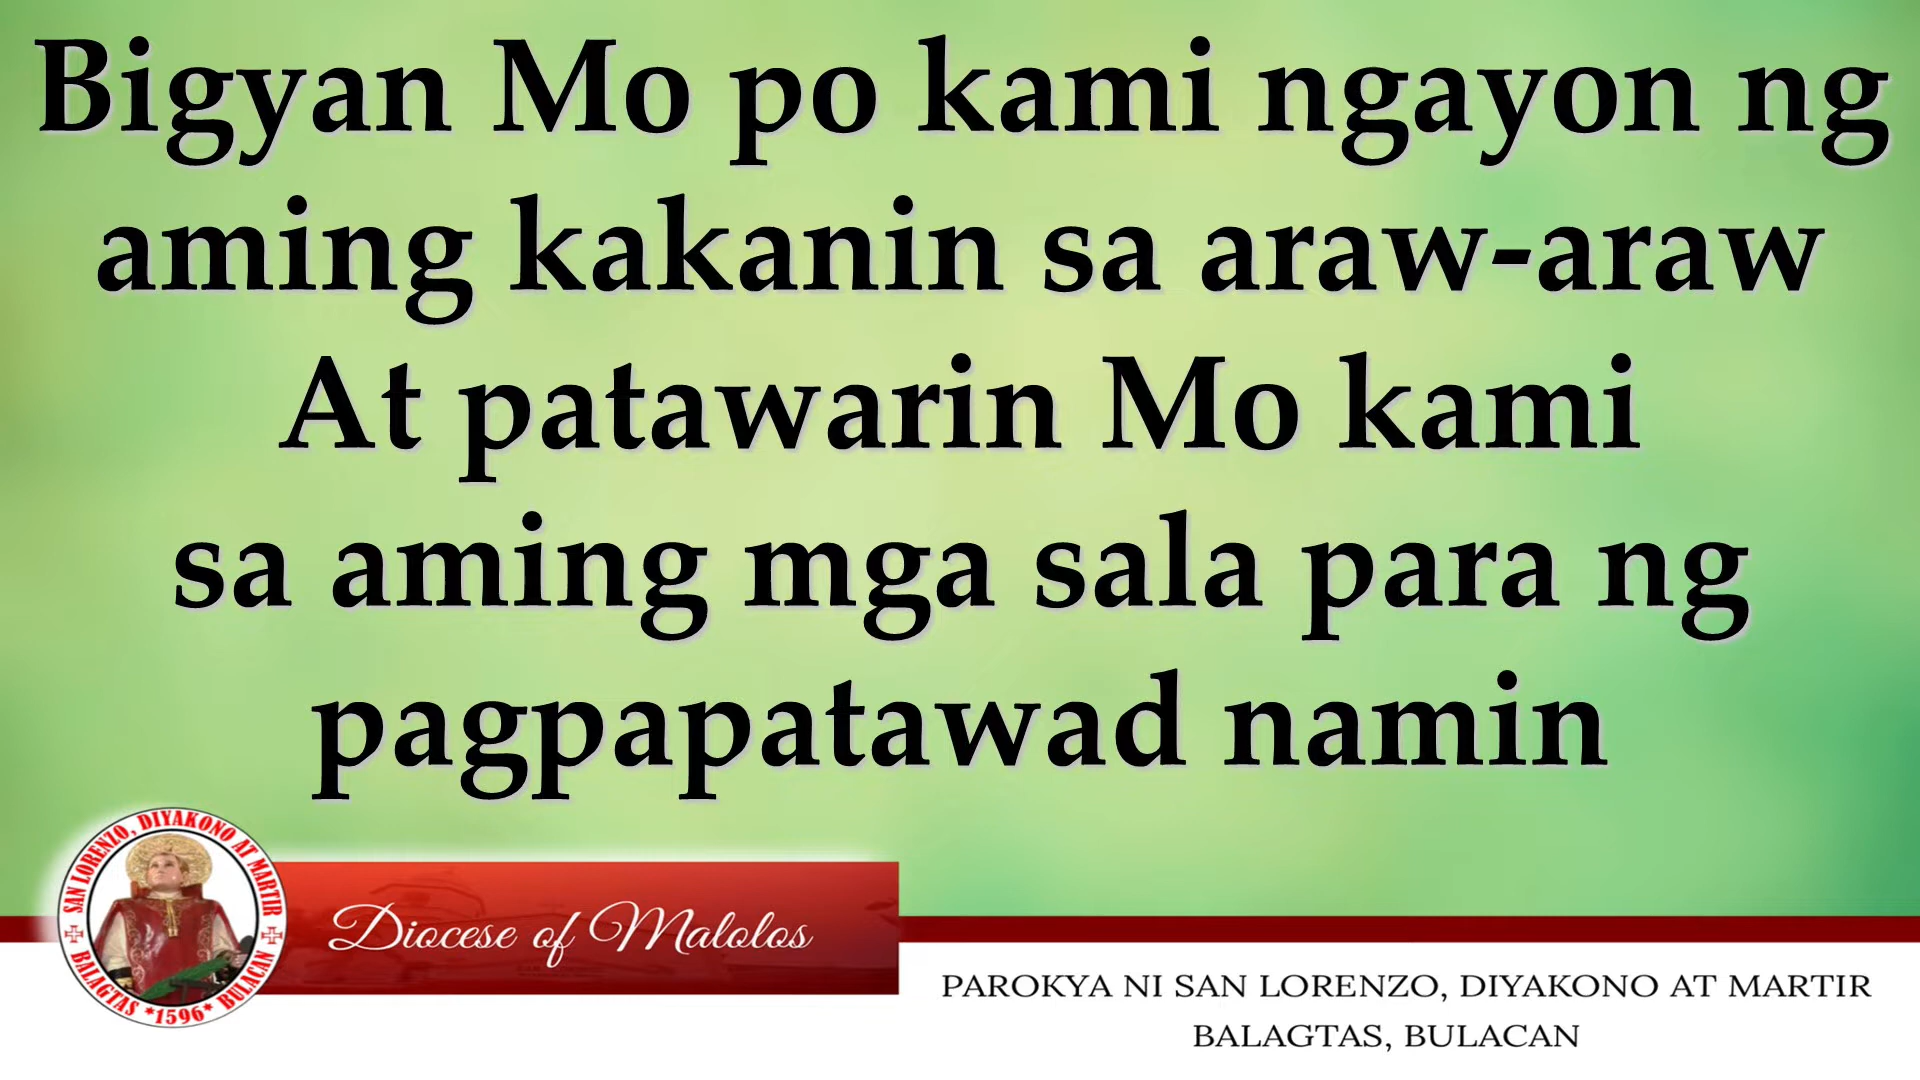 Bigyan Mo po kami ngayon ng
aming kakanin sa araw-araw
At patawarin Mo kami
sa aming mga sala para ng
pagpapatawad namin
SAN LORENZO, DIYAKONO AT MARTIR
BALAGTAS *1596* BULACAN
Diocese of Malolos
PAROKYA NI SAN LORENZO, DIYAKONO AT MARTIR
BALAGTAS, BULACAN